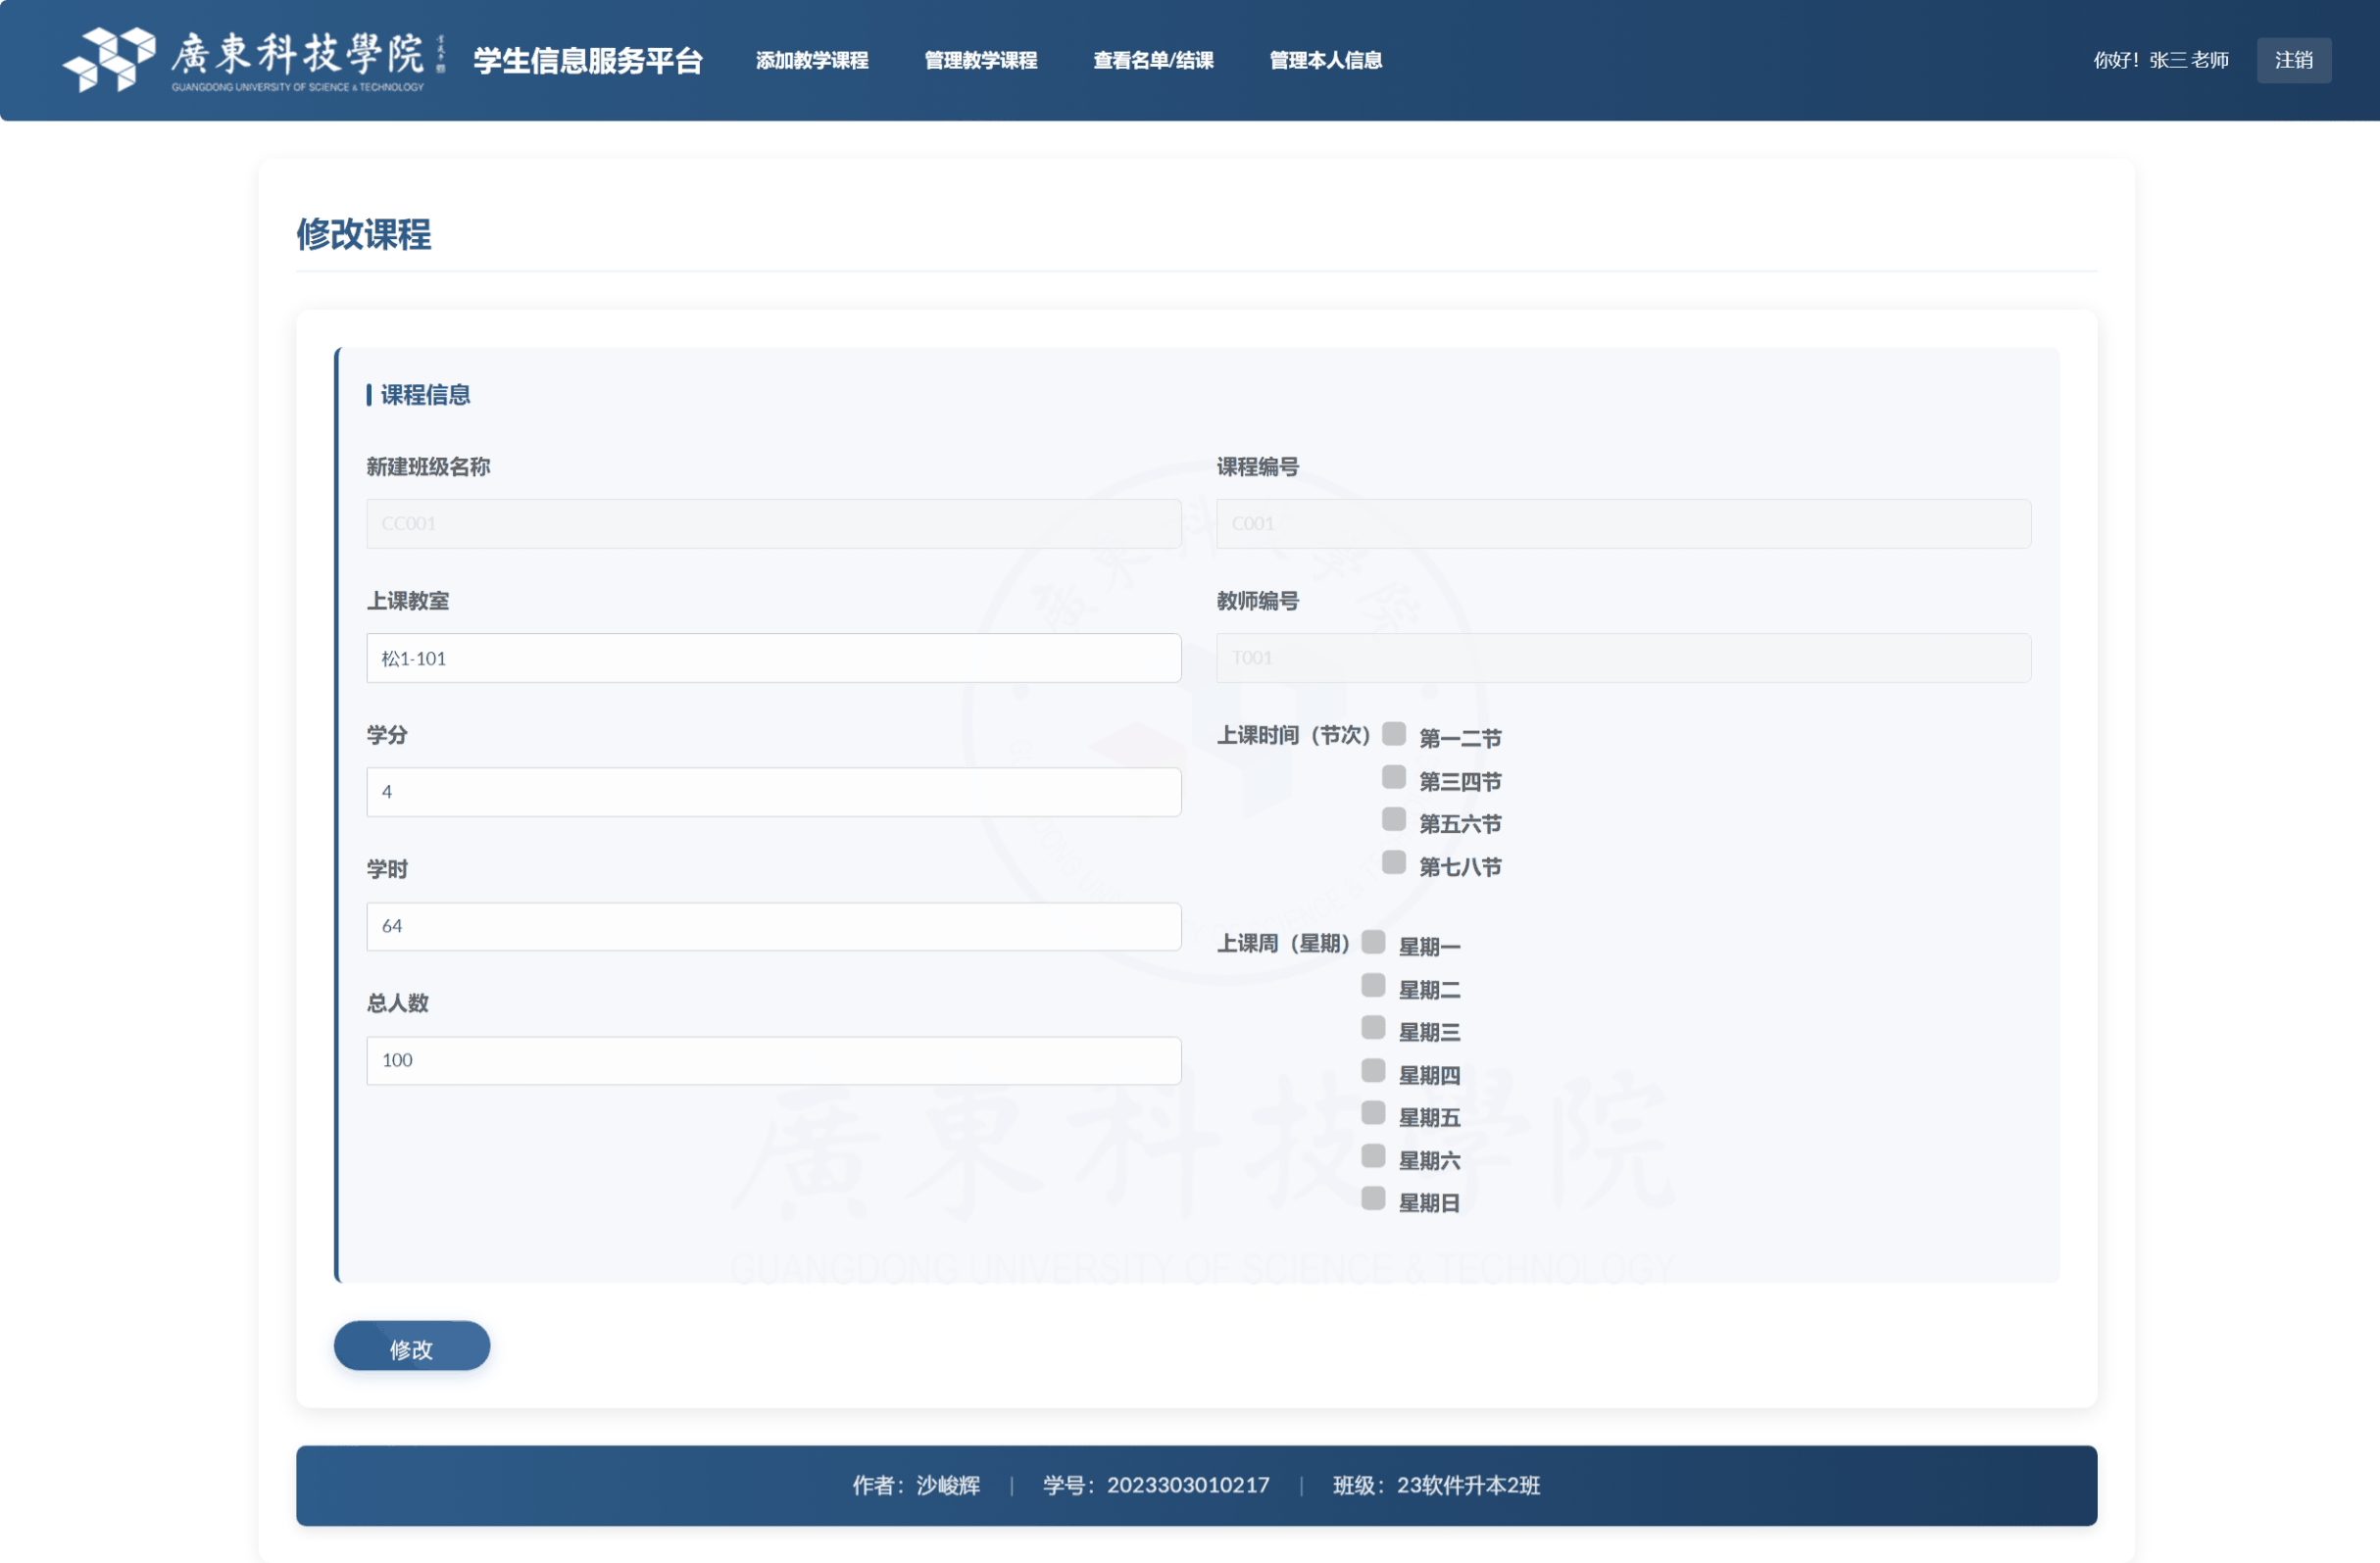 廣東科技學院
GUANGDONG UNIVERSITY OF SCIENCE & TECHNOLOGY
学生信息服务平台 添加教学课程 管理教学课程 查看名单/结课 管理本人信息 你好！张三 老师 注销
修改课程
课程信息
新建班级名称 课程编号
CC001 C001
上课教室 教师编号
松1-101 T001
学分 上课时间（节次） 第一二节
4
第三四节
第五六节
学时 第七八节
64
上课周（星期） 星期一
星期二
总人数
100
星期三
星期四
星期五
星期六
星期日
廣東科技學院
GUANGDONG UNIVERSITY OF SCIENCE & TECHNOLOGY
修改
作者：沙峻辉 | 学号：2023303010217 | 班级：23软件升本2班